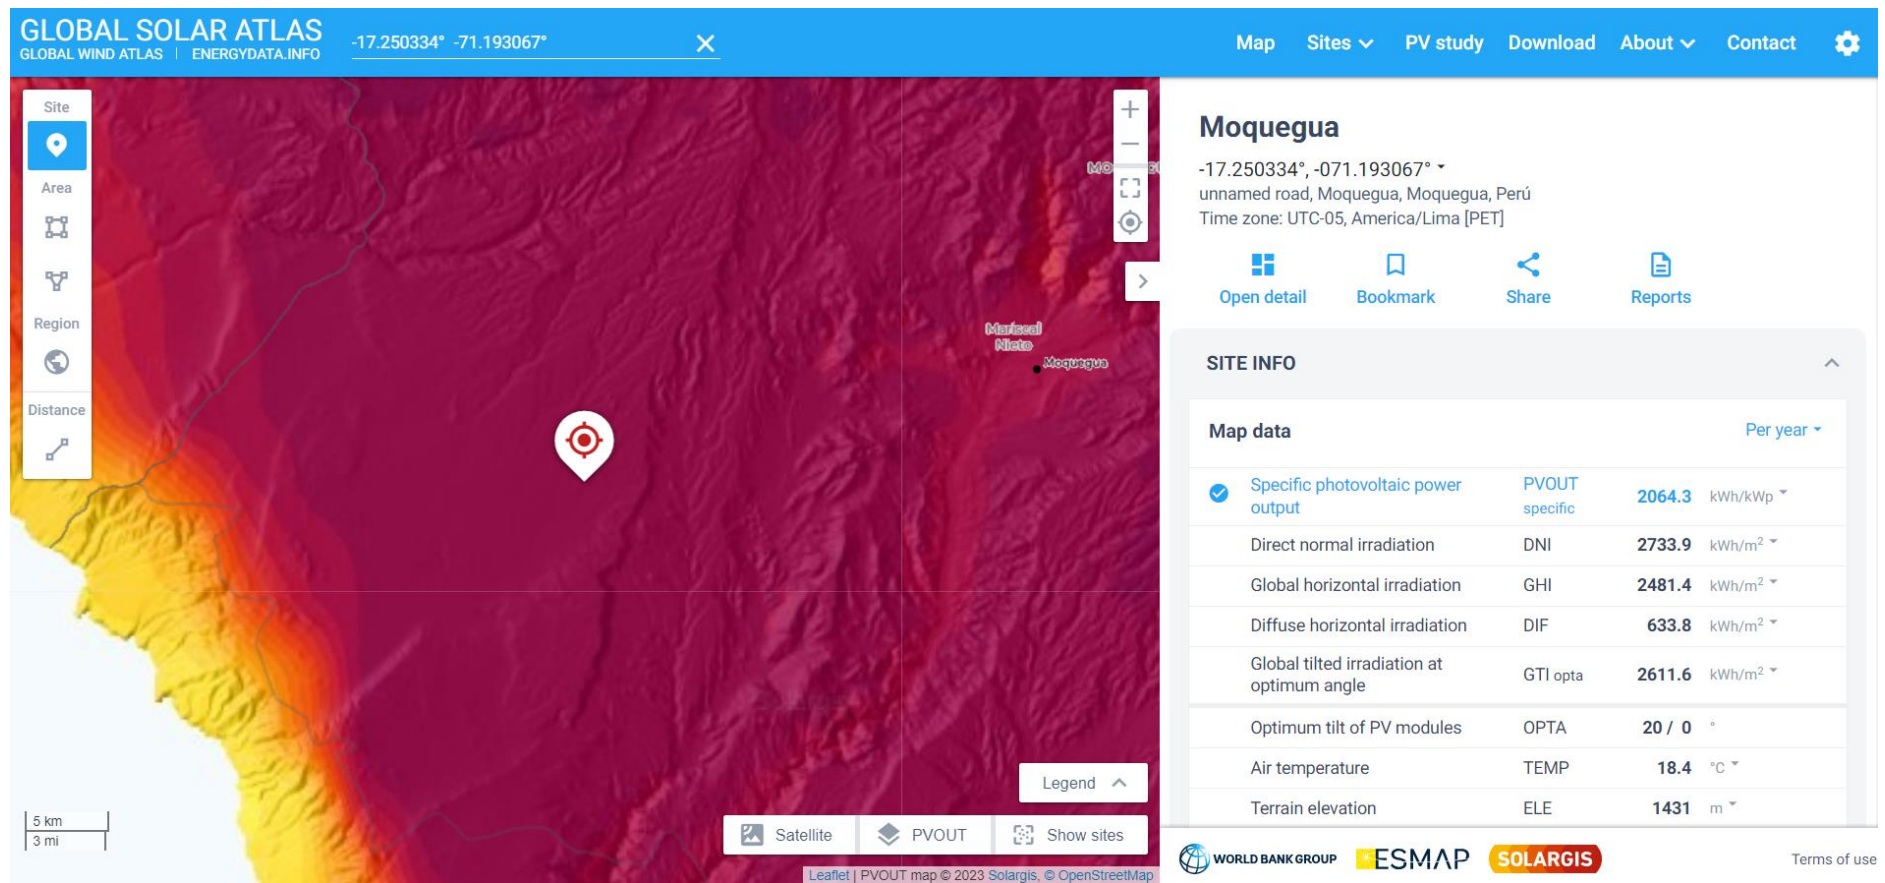 GLOBAL SOLAR ATLAS
GLOBAL WIND ATLAS | ENERGYDATA.INFO
-17.250334° -71.193067°
Map Sites PV study Download About Contact
Site
Area
Region
Distance
Mariscal
Nieto
Moquegua
5 km
3 mi
Legend
Satellite PVOUT Show sites
Leaflet | PVOUT map © 2023 Solargis, © OpenStreetMap
Moquegua
-17.250334°, -071.193067°
unnamed road, Moquegua, Moquegua, Perú
Time zone: UTC-05, America/Lima [PET]
Open detail Bookmark Share Reports
SITE INFO
Map data Per year
Specific photovoltaic power output PVOUT specific 2064.3 kWh/kWp
Direct normal irradiation DNI 2733.9 kWh/m²
Global horizontal irradiation GHI 2481.4 kWh/m²
Diffuse horizontal irradiation DIF 633.8 kWh/m²
Global tilted irradiation at optimum angle GTI opta 2611.6 kWh/m²
Optimum tilt of PV modules OPTA 20 / 0 °
Air temperature TEMP 18.4 °C
Terrain elevation ELE 1431 m
WORLD BANK GROUP ESMAP SOLARGIS Terms of use